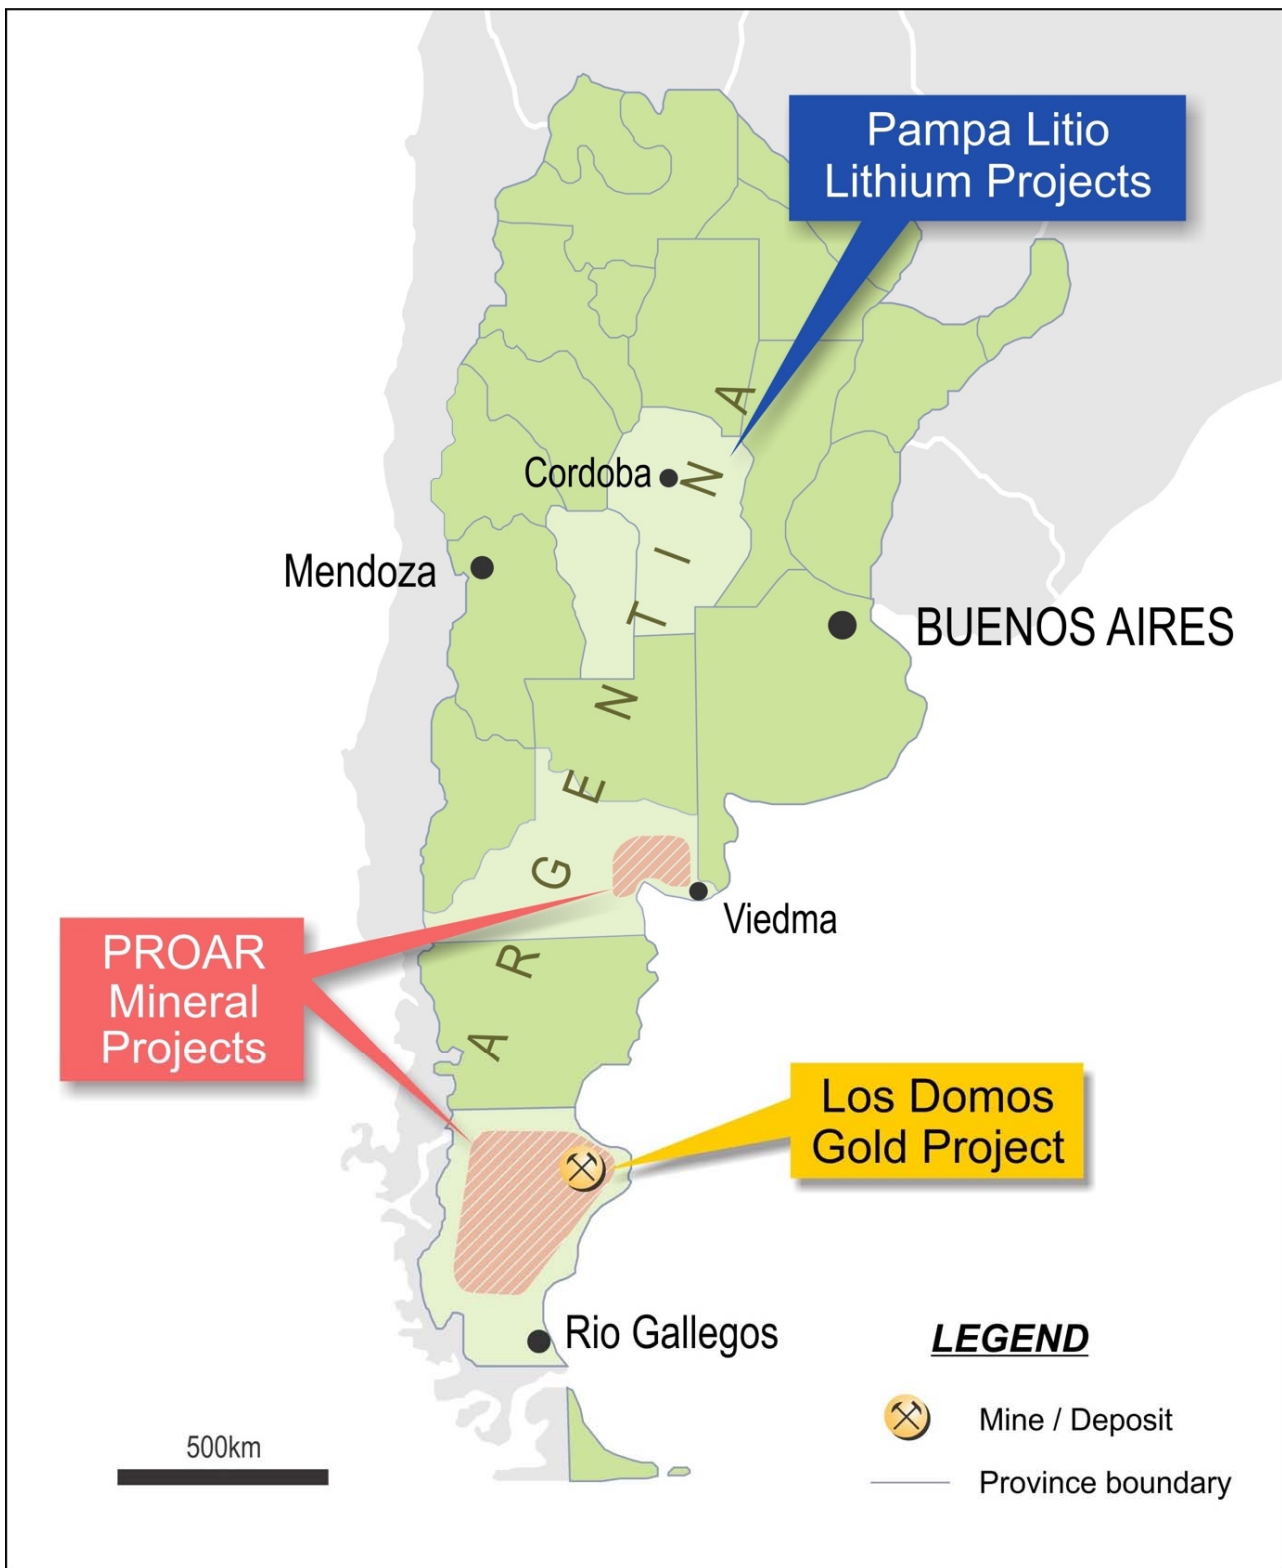 Pampa Litio
Lithium Projects
Cordoba
Mendoza
BUENOS AIRES
ARGENTINA
Viedma
PROAR
Mineral
Projects
Los Domos
Gold Project
Rio Gallegos
LEGEND
Mine / Deposit
Province boundary
500km